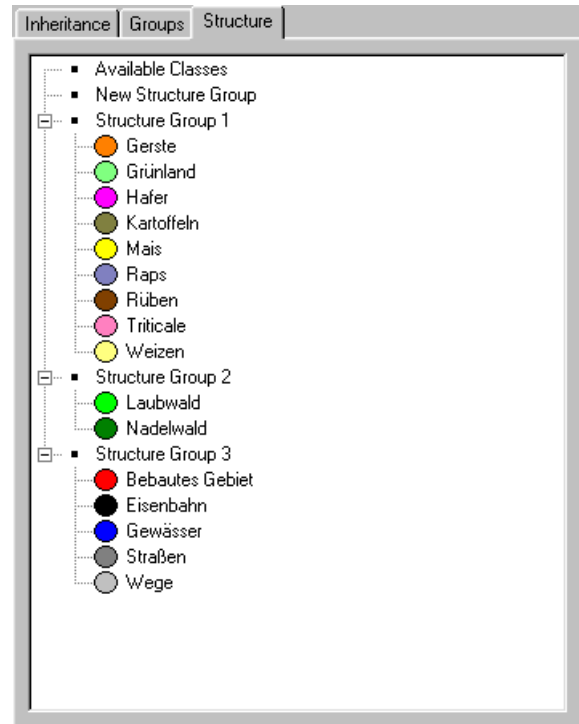 Inheritance Groups Structure
Available Classes
New Structure Group
Structure Group 1
Gerste
Grünland
Hafer
Kartoffeln
Mais
Raps
Rüben
Triticale
Weizen
Structure Group 2
Laubwald
Nadelwald
Structure Group 3
Bebautes Gebiet
Eisenbahn
Gewässer
Straßen
Wege